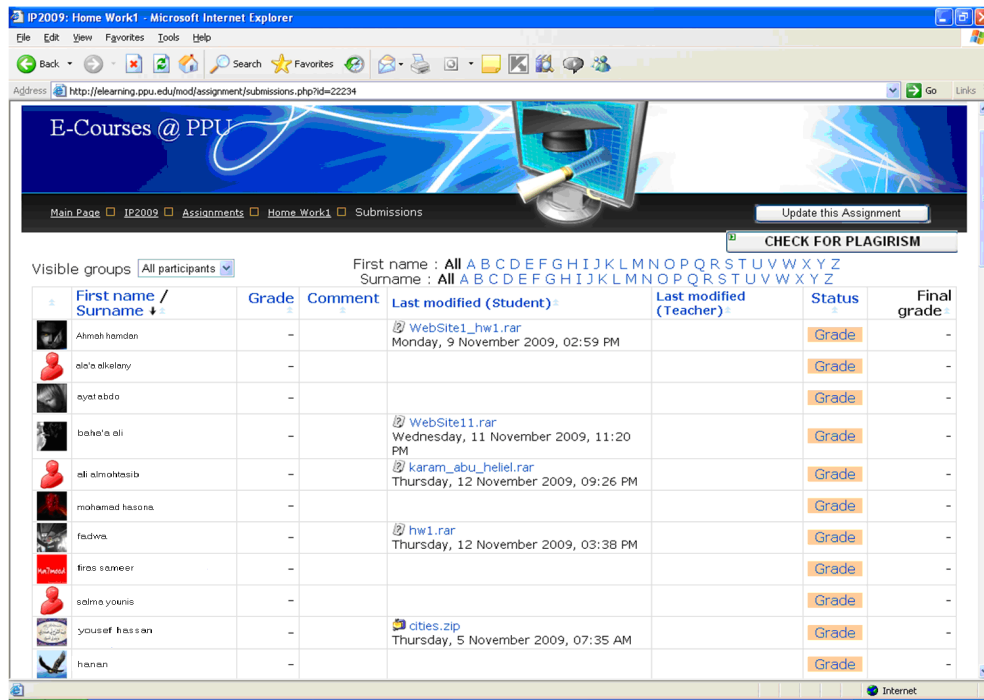 IP2009: Home Work1 - Microsoft Internet Explorer
File Edit View Favorites Tools Help
Back Search Favorites
Address http://elearning.ppu.edu/mod/assignment/submissions.php?id=22234 Go Links
E-Courses @ PPU
Main Page IP2009 Assignments Home Work1 Submissions
Update this Assignment
CHECK FOR PLAGIRISM
Visible groups All participants
First name : All A B C D E F G H I J K L M N O P Q R S T U V W X Y Z
Surname : All A B C D E F G H I J K L M N O P Q R S T U V W X Y Z
First name / Surname Grade Comment Last modified (Student) Last modified (Teacher) Status Final grade
Ahmah hamdan - WebSite1_hw1.rar Grade -
Monday, 9 November 2009, 02:59 PM
ala'a alkelany - Grade -
ayat abdo - Grade -
baha'a ali - WebSite11.rar Grade -
Wednesday, 11 November 2009, 11:20 PM
ali almohtasib - karam_abu_heliel.rar Grade -
Thursday, 12 November 2009, 09:26 PM
mohamad hasona - Grade -
fadwa - hw1.rar Grade -
Thursday, 12 November 2009, 03:38 PM
firas sameer - Grade -
salma younis - Grade -
yousef hassan - cities.zip Grade -
Thursday, 5 November 2009, 07:35 AM
hanan - Grade -
Internet